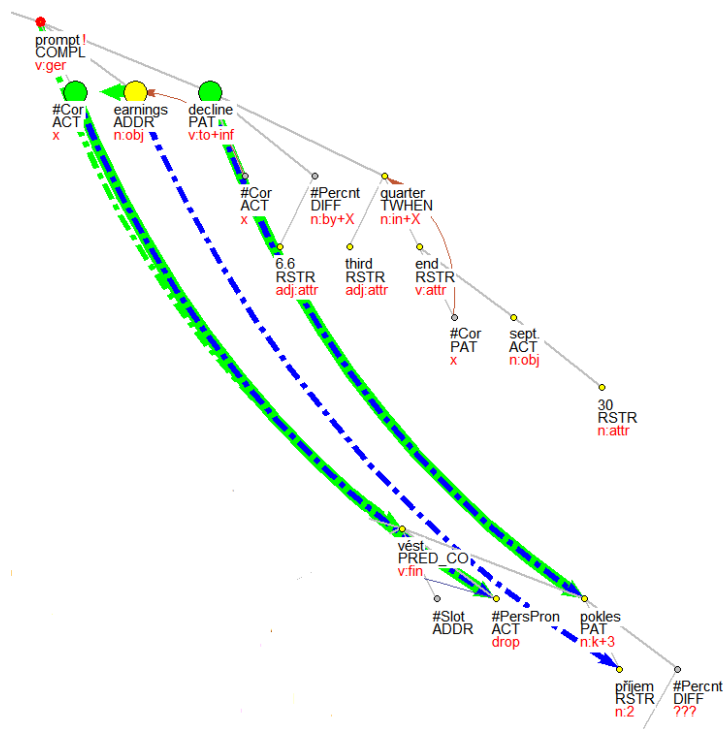 prompt!
COMPL
v:ger
#Cor
ACT
x
earnings
ADDR
n:obj
decline
PAT
v:to+inf
#Cor
ACT
x
#Percnt
DIFF
n:by+X
quarter
TWHEN
n:in+X
6.6
RSTR
adj:attr
third
RSTR
adj:attr
end
RSTR
v:attr
#Cor
PAT
x
sept.
ACT
n:obj
30
RSTR
n:attr
vést
PRED_CO
v:fin
#Slot
ADDR
#PersPron
ACT
drop
pokles
PAT
n:k+3
příjem
RSTR
n:2
#Percnt
DIFF
???